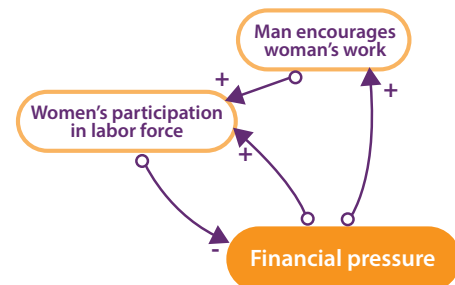 Man encourages
woman's work
+
+
Women's participation
in labor force
+
-
Financial pressure